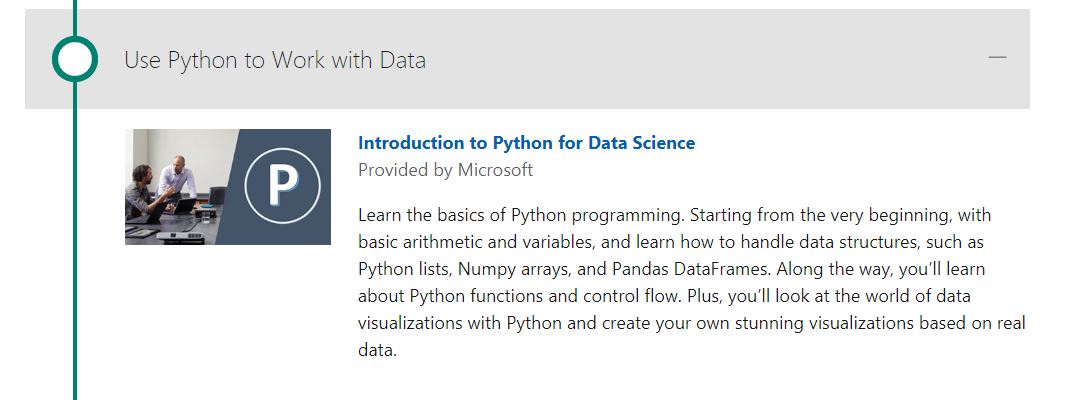 Use Python to Work with Data
P
Introduction to Python for Data Science
Provided by Microsoft
Learn the basics of Python programming. Starting from the very beginning, with
basic arithmetic and variables, and learn how to handle data structures, such as
Python lists, Numpy arrays, and Pandas DataFrames. Along the way, you’ll learn
about Python functions and control flow. Plus, you’ll look at the world of data
visualizations with Python and create your own stunning visualizations based on real
data.